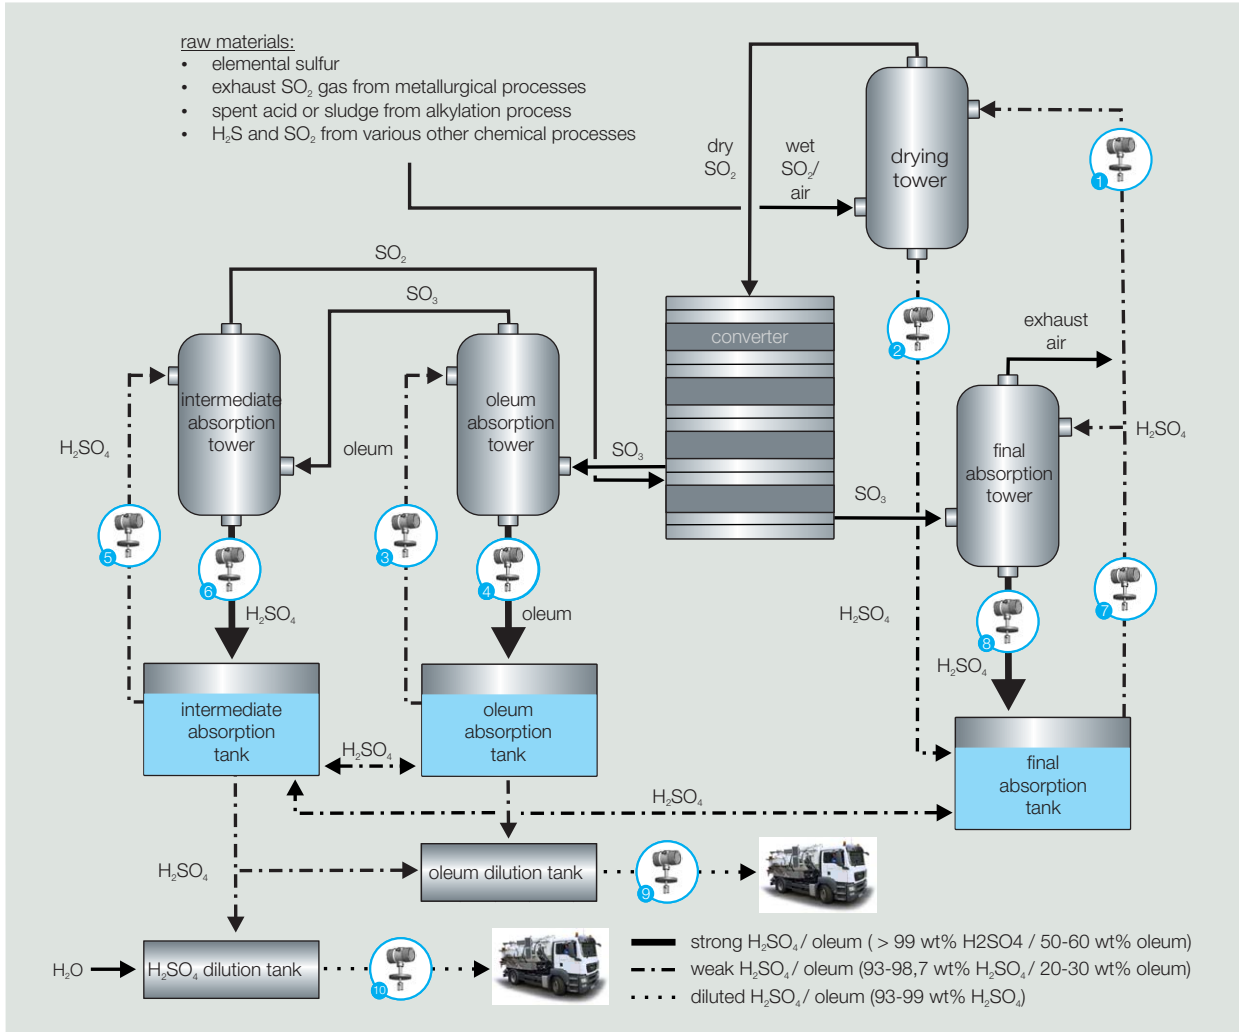 raw materials:
• elemental sulfur
• exhaust SO₂ gas from metallurgical processes
• spent acid or sludge from alkylation process
• H₂S and SO₂ from various other chemical processes
dry
SO₂
wet
SO₂/
air
drying
tower
1
SO₂
SO₃
2
converter
exhaust
air
intermediate
absorption
tower
oleum
absorption
tower
H₂SO₄
oleum
SO₃
final
absorption
tower
H₂SO₄
SO₃
5
6
3
4
7
8
H₂SO₄
oleum
H₂SO₄
H₂SO₄
intermediate
absorption
tank
oleum
absorption
tank
H₂SO₄
final
absorption
tank
H₂SO₄
H₂SO₄
oleum dilution tank
9
H₂O
H₂SO₄ dilution tank
10
strong H₂SO₄ / oleum ( > 99 wt% H2SO4 / 50-60 wt% oleum)
weak H₂SO₄ / oleum (93-98,7 wt% H₂SO₄ / 20-30 wt% oleum)
diluted H₂SO₄ / oleum (93-99 wt% H₂SO₄)